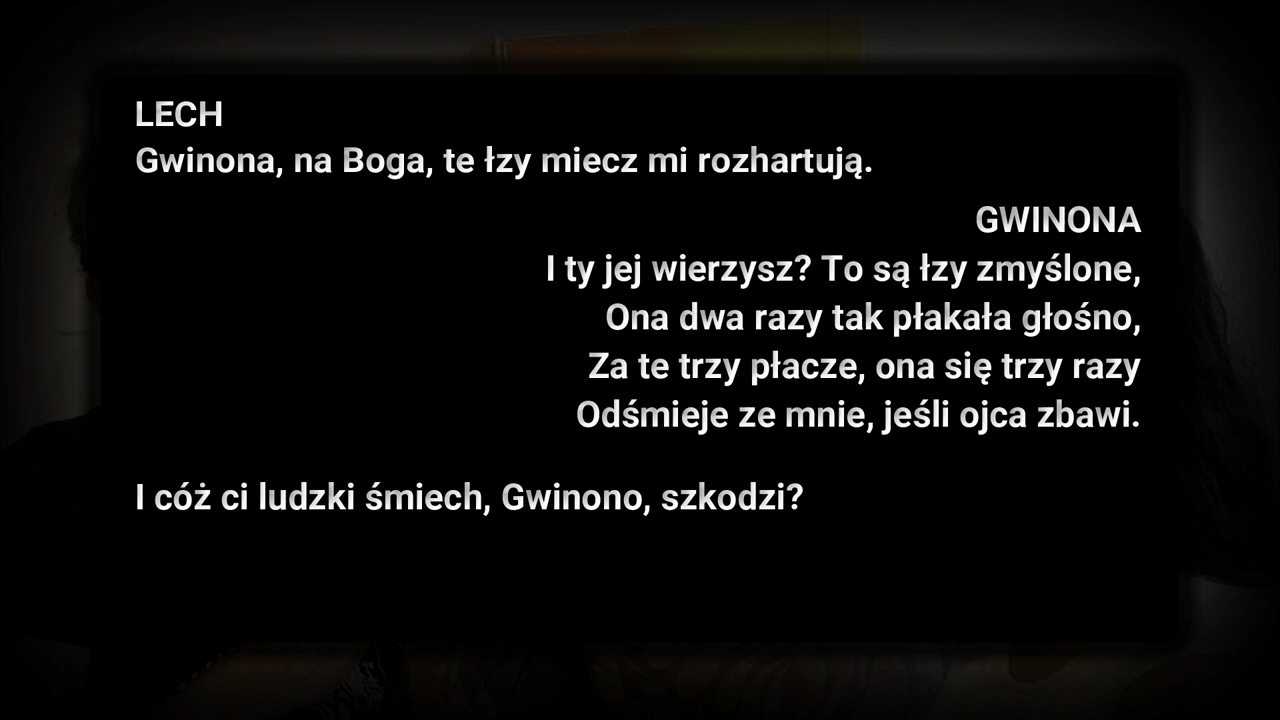 LECH
Gwinona, na Boga, te łzy miecz mi rozhartują.
GWINONA
I ty jej wierzysz? To są łzy zmyślone,
Ona dwa razy tak płakała głośno,
Za te trzy płacze, ona się trzy razy
Odśmieje ze mnie, jeśli ojca zbawi.
I cóż ci ludzki śmiech, Gwinono, szkodzi?